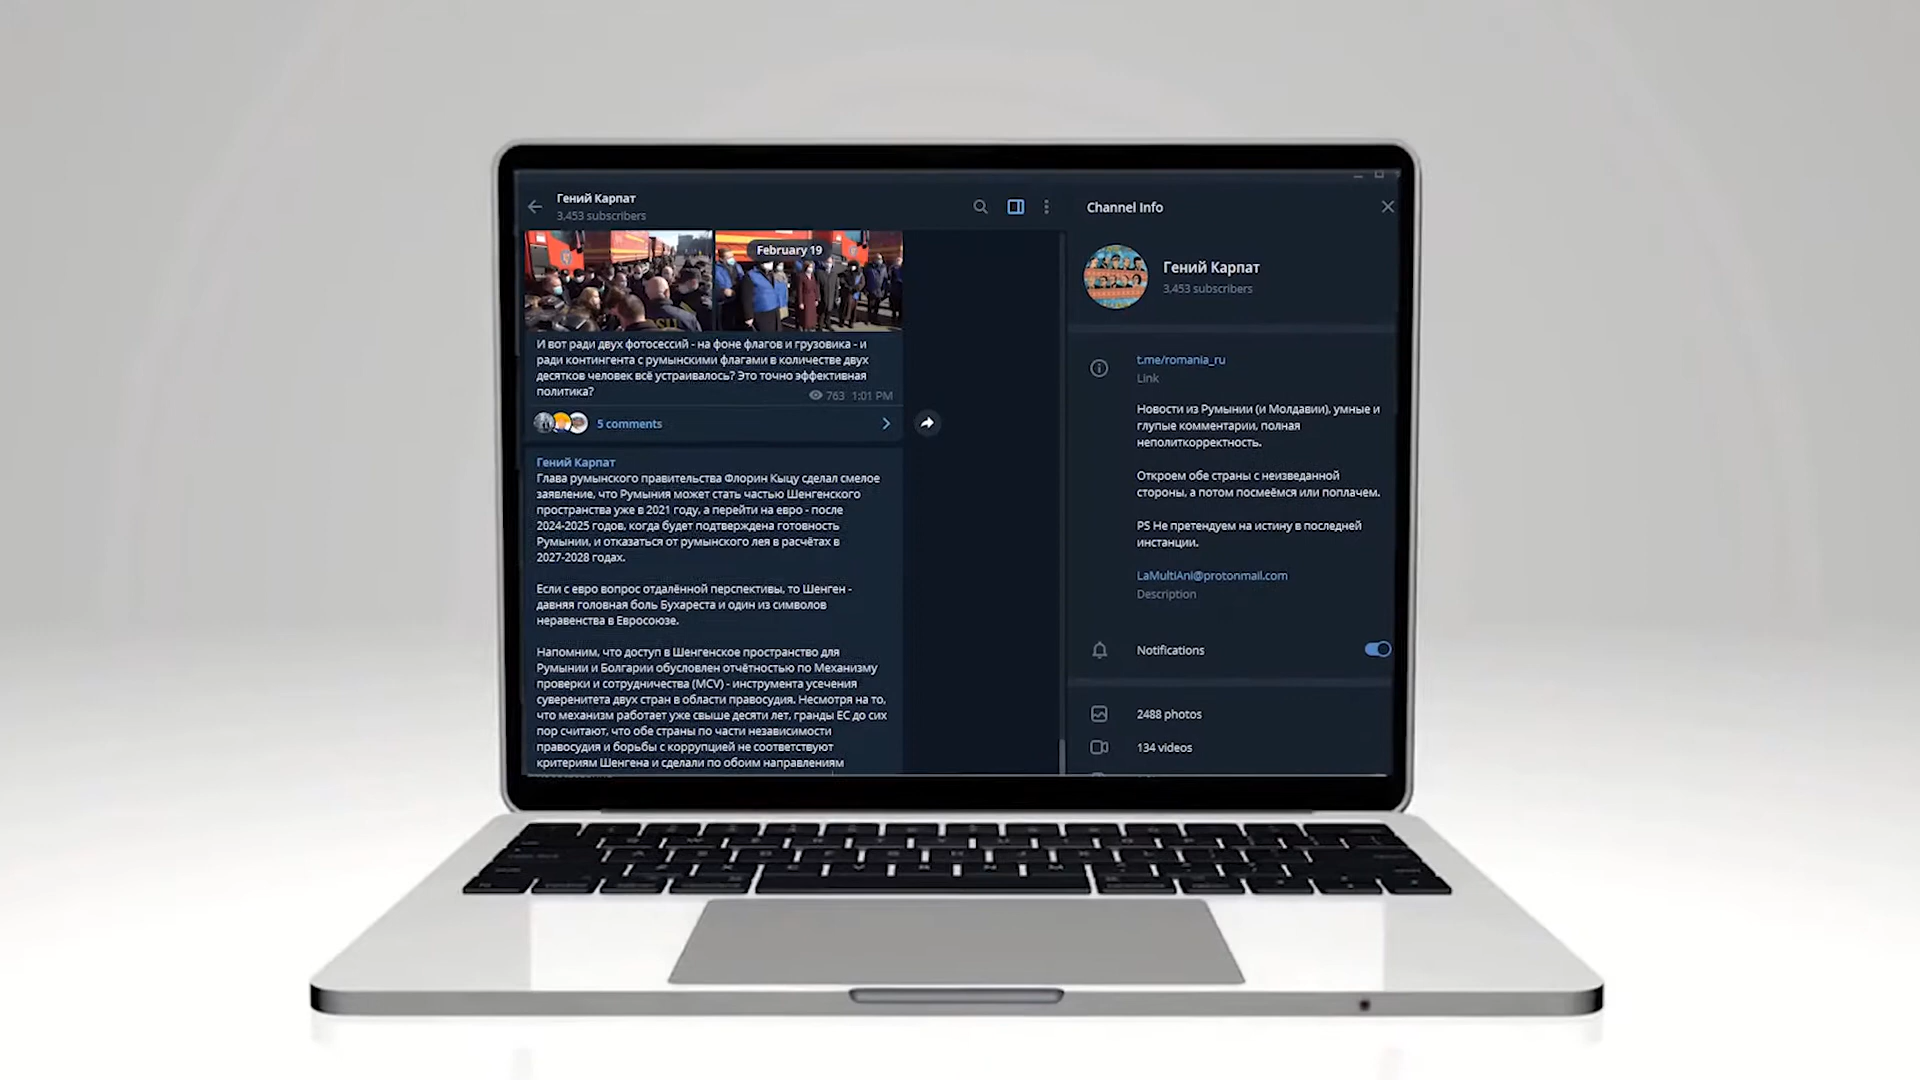 Гений Карпат
3,453 subscribers
February 19
И вот ради двух фотосессий - на фоне флагов и грузовика - и
ради контингента с румынскими флагами в количестве двух
десятков человек всё устраивалось? Это точно эффективная
политика?
763 1:01 PM
5 comments
Гений Карпат
Глава румынского правительства Флорин Кыцу сделал смелое
заявление, что Румыния может стать частью Шенгенского
пространства уже в 2021 году, а перейти на евро - после
2024-2025 годов, когда будет подтверждена готовность
Румынии, и отказаться от румынского лея в расчётах в
2027-2028 годах.
Если с евро вопрос отдалённой перспективы, то Шенген -
давняя головная боль Бухареста и один из символов
неравенства в Евросоюзе.
Напомним, что доступ в Шенгенское пространство для
Румынии и Болгарии обусловлен отчётностью по Механизму
проверки и сотрудничества (MCV) - инструмента усечения
суверенитета двух стран в области правосудия. Несмотря на то,
что механизм работает уже свыше десяти лет, гранды ЕС до сих
пор считают, что обе страны по части независимости
правосудия и борьбы с коррупцией не соответствуют
критериям Шенгена и сделали по обоим направлениям
Channel Info
Гений Карпат
3,453 subscribers
t.me/romania_ru
Link
Новости из Румынии (и Молдавии), умные и
глупые комментарии, полная
неполиткорректность.
Откроем обе страны с неизведанной
стороны, а потом посмеёмся или поплачем.
PS Не претендуем на истину в последней
инстанции.
LaMultiAni@protonmail.com
Description
Notifications
2488 photos
134 videos